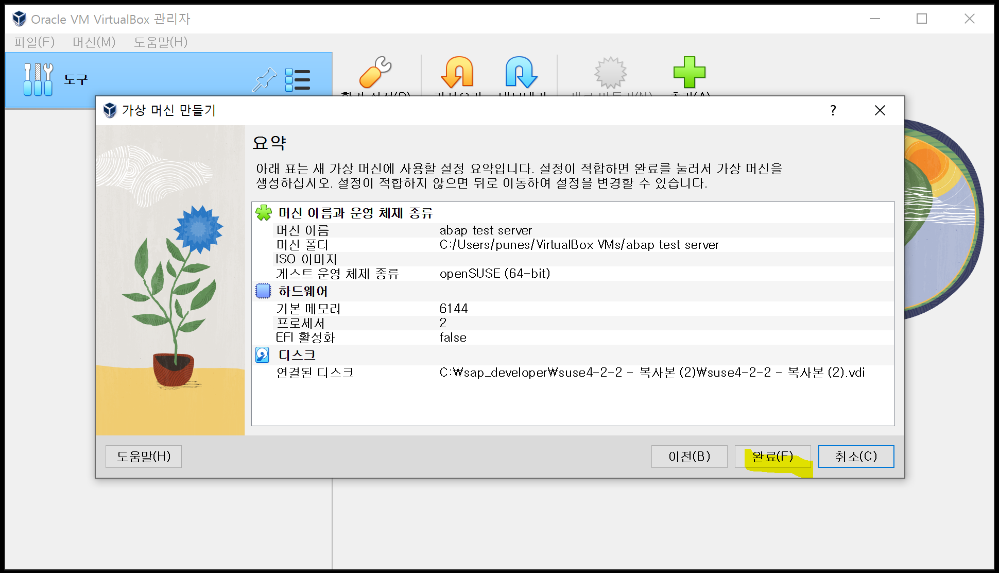 Oracle VM VirtualBox 관리자
파일(F) 머신(M) 도움말(H)
도구
가상 머신 만들기
?
요약
아래 표는 새 가상 머신에 사용할 설정 요약입니다. 설정이 적합하면 완료를 눌러서 가상 머신을
생성하십시오. 설정이 적합하지 않으면 뒤로 이동하여 설정을 변경할 수 있습니다.
머신 이름과 운영 체제 종류
머신 이름 abap test server
머신 폴더 C:/Users/punes/VirtualBox VMs/abap test server
ISO 이미지
게스트 운영 체제 종류 openSUSE (64-bit)
하드웨어
기본 메모리 6144
프로세서 2
EFI 활성화 false
디스크
연결된 디스크 C:₩sap_developer₩suse4-2-2 - 복사본 (2)₩suse4-2-2 - 복사본 (2).vdi
도움말(H) 이전(B) 완료(F) 취소(C)